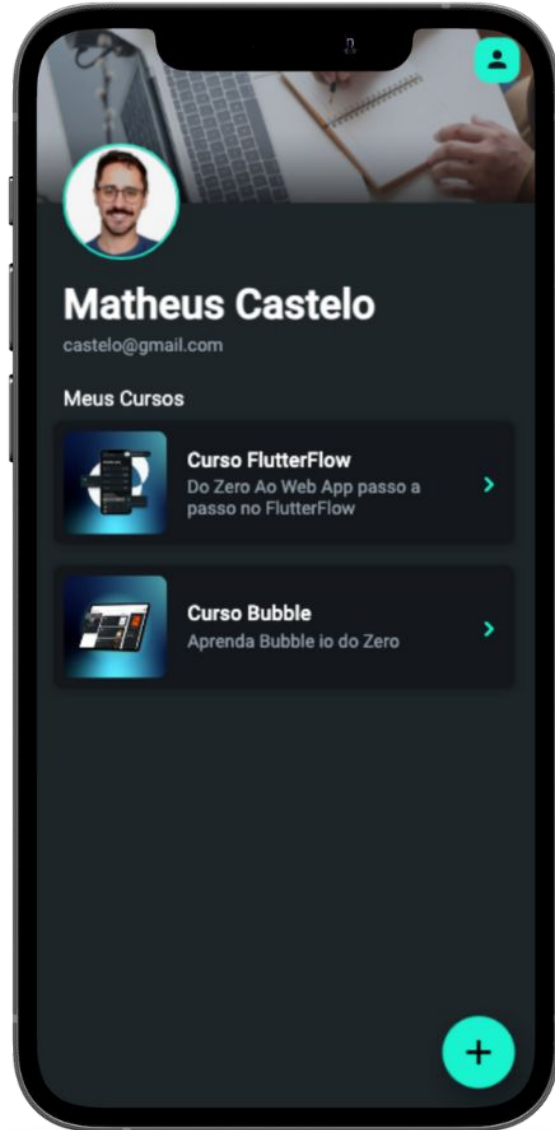 Matheus Castelo
castelo@gmail.com
Meus Cursos
Curso FlutterFlow
Do Zero Ao Web App passo a
passo no FlutterFlow
Curso Bubble
Aprenda Bubble io do Zero